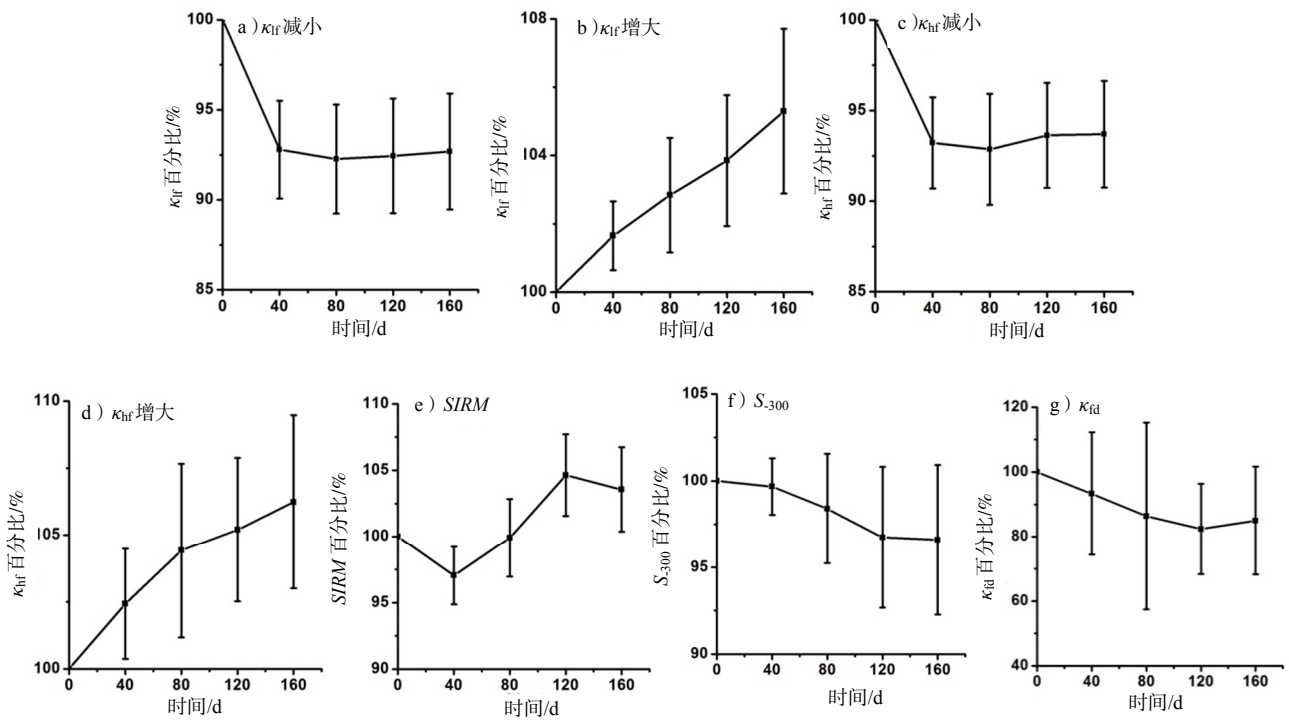 a）κlf减小
κlf百分比/%
100
95
90
85
0 40 80 120 160
时间/d
b）κlf增大
κlf百分比/%
108
104
100
0 40 80 120 160
时间/d
c）κhf减小
κhf百分比/%
100
95
90
85
0 40 80 120 160
时间/d
d）κhf增大
κhf百分比/%
110
105
100
0 40 80 120 160
时间/d
e）SIRM
SIRM百分比/%
110
105
100
95
90
0 40 80 120 160
时间/d
f）S-300
S-300百分比/%
105
100
95
90
0 40 80 120 160
时间/d
g）κfd
κfd百分比/%
120
100
80
60
40
0 40 80 120 160
时间/d